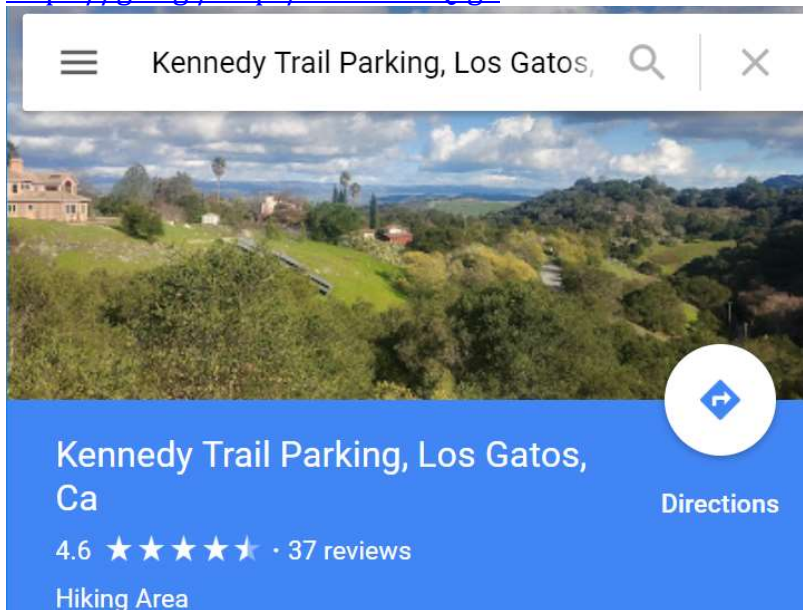 Kennedy Trail Parking, Los Gatos,
Kennedy Trail Parking, Los Gatos,
Ca
Directions
4.6 · 37 reviews
Hiking Area